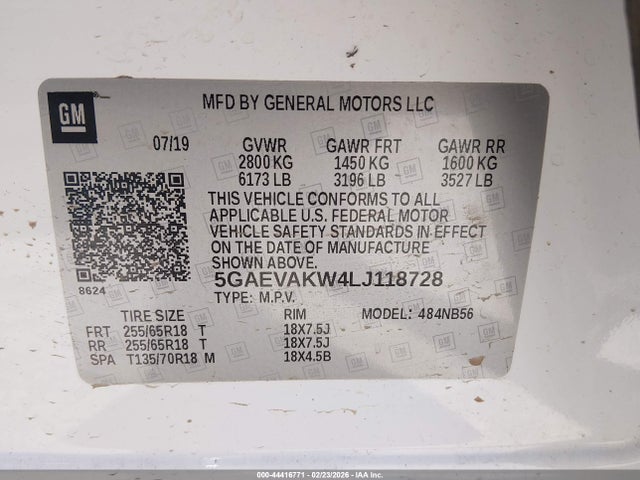 GM
MFD BY GENERAL MOTORS LLC
07/19 GVWR GAWR FRT GAWR RR
2800 KG 1450 KG 1600 KG
6173 LB 3196 LB 3527 LB
THIS VEHICLE CONFORMS TO ALL
APPLICABLE U.S. FEDERAL MOTOR
VEHICLE SAFETY STANDARDS IN EFFECT
ON THE DATE OF MANUFACTURE
SHOWN ABOVE.
8624
5GAEVAKW4LJ118728
TYPE: M.P.V.
TIRE SIZE RIM MODEL: 484NB56
FRT 255/65R18 T 18X7.5J
RR 255/65R18 T 18X7.5J
SPA T135/70R18 M 18X4.5B
000-44416771 - 02/23/2026 - IAAI.COM